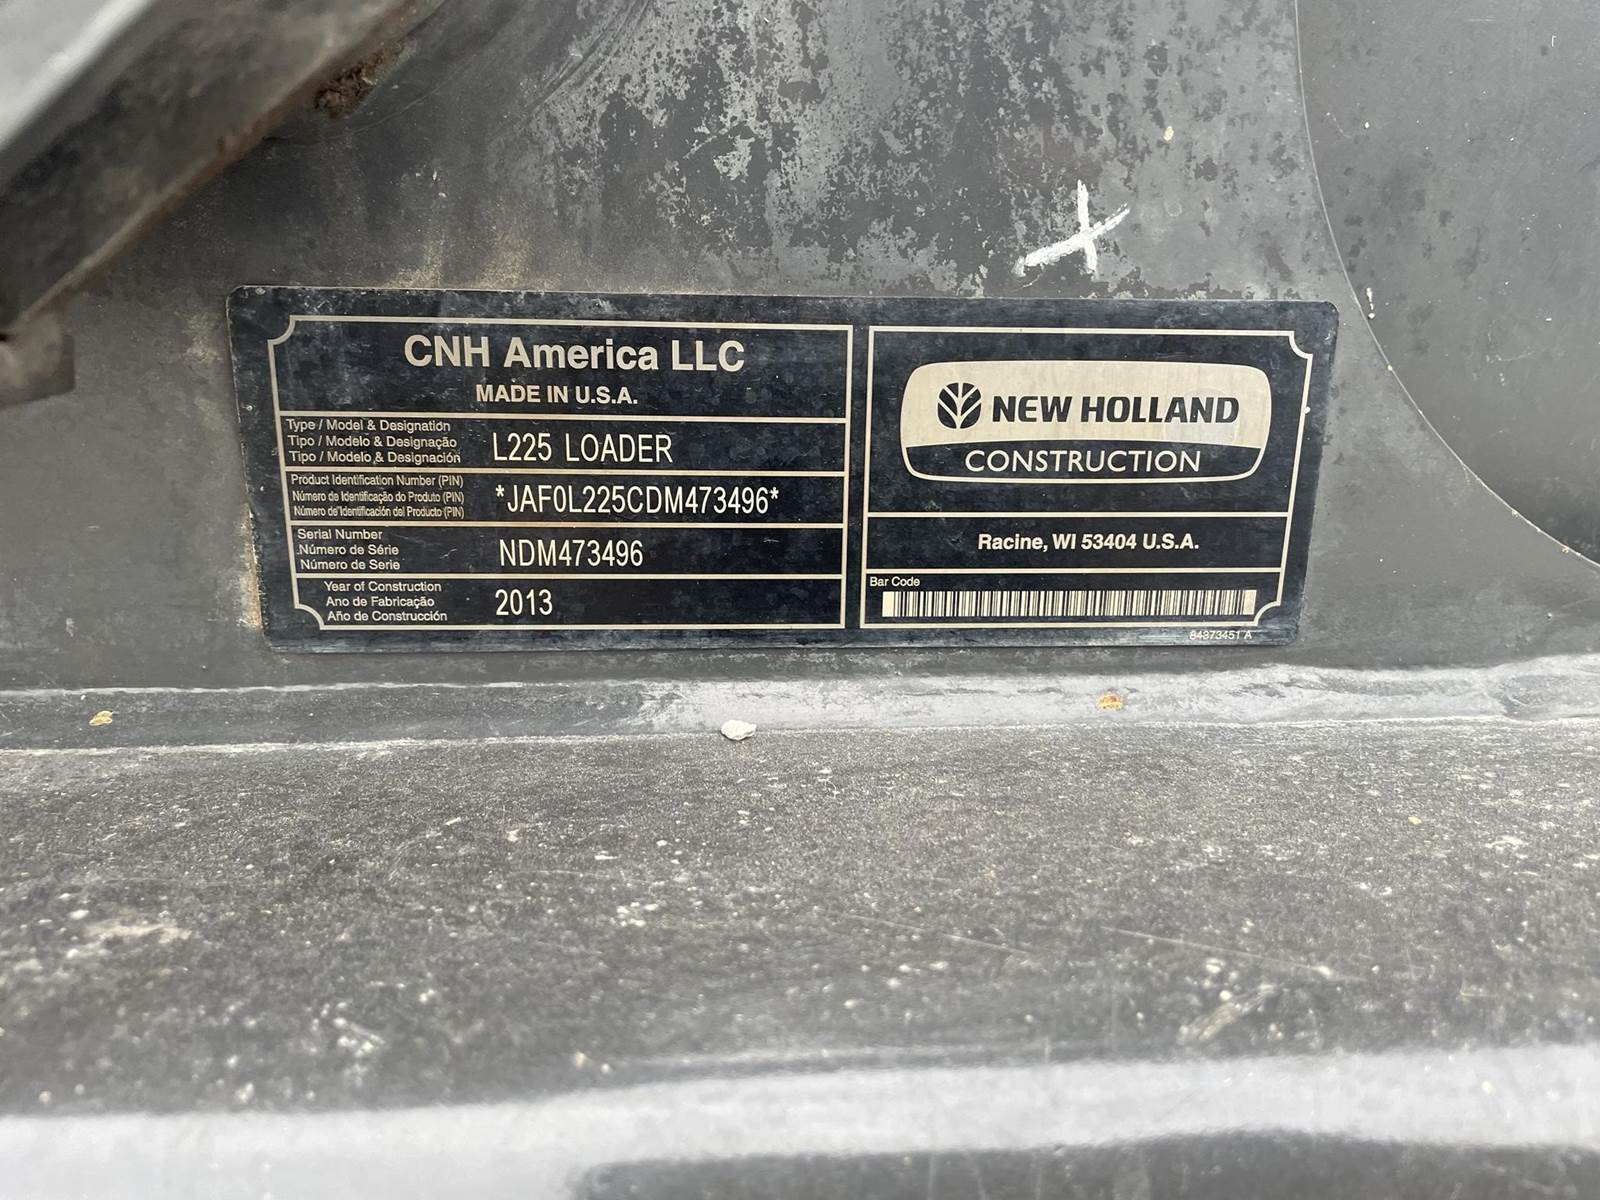 CNH America LLC
MADE IN U.S.A.
Type / Model & Designation
Tipo / Modelo & Designação
Tipo / Modelo & Designación
L225 LOADER
Product Identification Number (PIN)
Número de Identificação do Produto (PIN)
Número de Identificación del Producto (PIN)
*JAF0L225CDM473496*
Serial Number
Número de Série
Número de Serie
NDM473496
Year of Construction
Ano de Fabricação
Año de Construcción
2013
NEW HOLLAND
CONSTRUCTION
Racine, WI 53404 U.S.A.
Bar Code
84373451 A